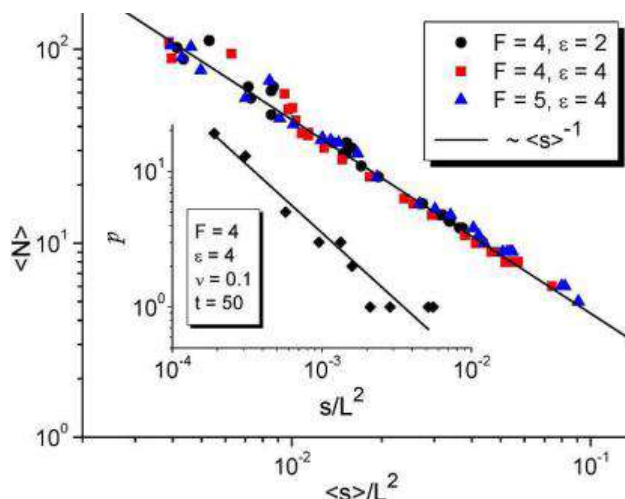 10²
F = 4, ε = 2
F = 4, ε = 4
F = 5, ε = 4
~ <s>⁻¹
<N>
10¹
10¹
p
F = 4
ε = 4
ν = 0.1
t = 50
10⁰
10⁻⁴ 10⁻³ 10⁻²
s/L²
10⁰
10⁻² 10⁻¹
<s>/L²